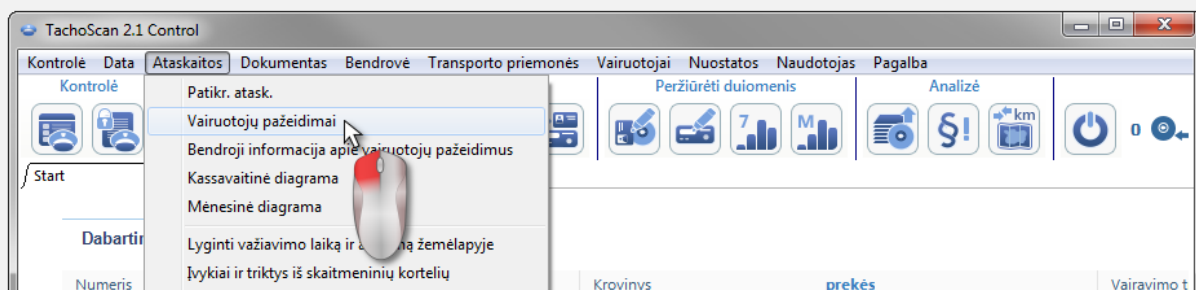 TachoScan 2.1 Control
Kontrolė Data Ataskaitos Dokumentas Bendrovė Transporto priemonės Vairuotojai Nuostatos Naudotojas Pagalba
Kontrolė Peržiūrėti duiomenis Analizė
Patikr. atask.
Vairuotojų pažeidimai
7 M §! km 0
Bendroji informacija apie vairuotojų pažeidimus
Start
Kassavaitinė diagrama
Mėnesinė diagrama
Lyginti važiavimo laiką ir žemėlapyje
Įvykiai ir triktys iš skaitmeninių kortelių
Numeris Krovinys prekės Vairavimo t